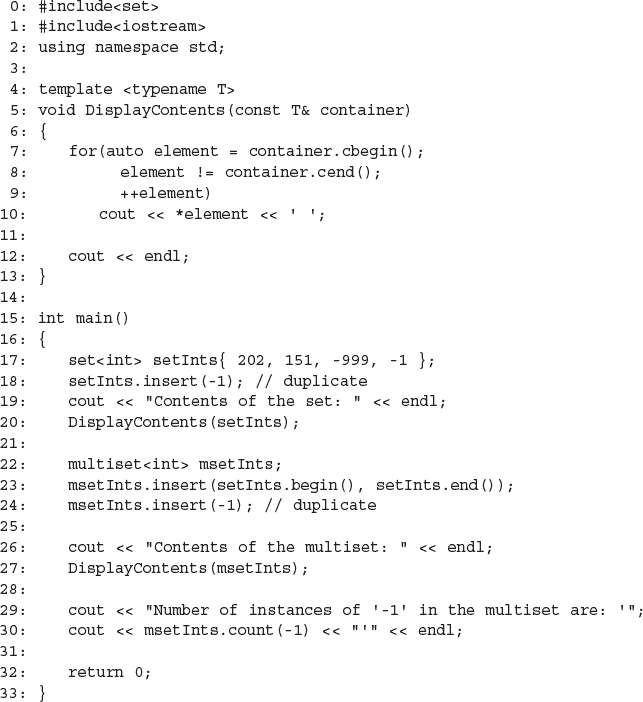 0: #include<set>
1: #include<iostream>
2: using namespace std;
3:
4: template <typename T>
5: void DisplayContents(const T& container)
6: {
7:    for(auto element = container.cbegin();
8:         element != container.cend();
9:         ++element)
10:       cout << *element << ' ';
11:
12:    cout << endl;
13: }
14:
15: int main()
16: {
17:    set<int> setInts{ 202, 151, -999, -1 };
18:    setInts.insert(-1); // duplicate
19:    cout << "Contents of the set: " << endl;
20:    DisplayContents(setInts);
21:
22:    multiset<int> msetInts;
23:    msetInts.insert(setInts.begin(), setInts.end());
24:    msetInts.insert(-1); // duplicate
25:
26:    cout << "Contents of the multiset: " << endl;
27:    DisplayContents(msetInts);
28:
29:    cout << "Number of instances of '-1' in the multiset are: '";
30:    cout << msetInts.count(-1) << "'" << endl;
31:
32:    return 0;
33: }